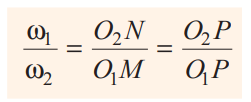 ω₁/ω₂ = O₂N/O₁M = O₂P/O₁P